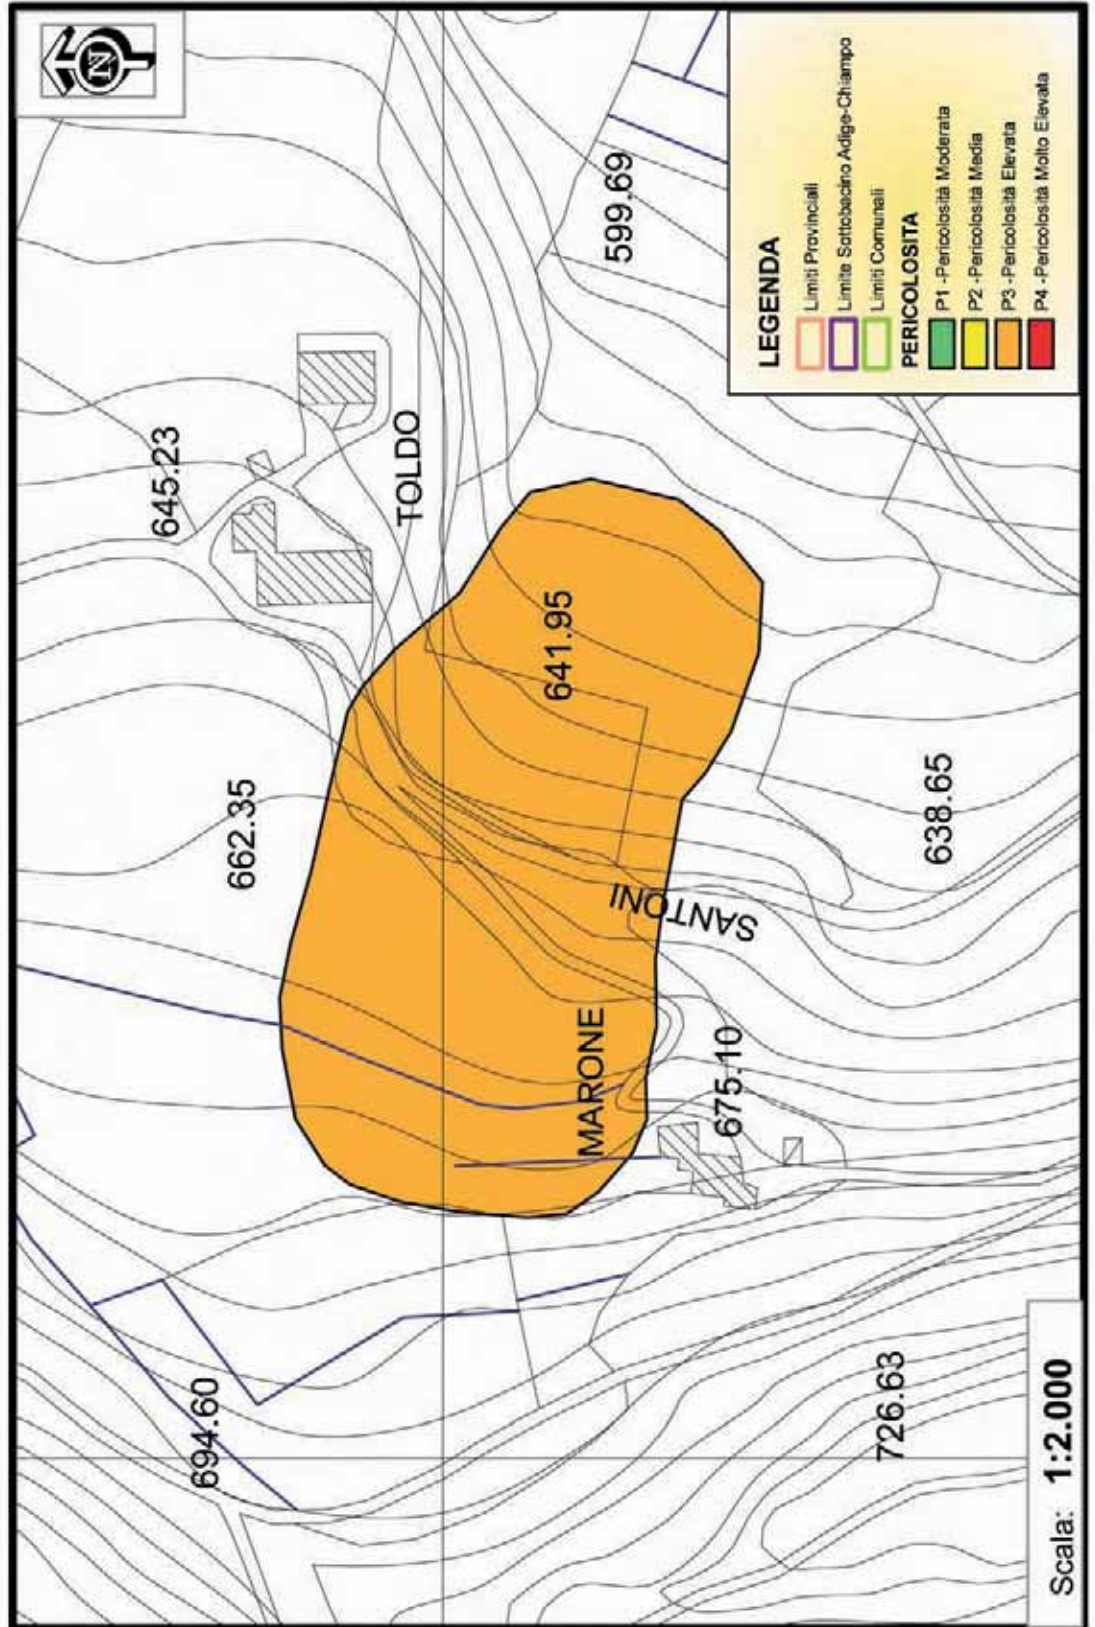 N
694.60
662.35
645.23
TOLDO
599.69
641.95
MARONE
SANTONI
675.10
638.65
726.63
Scala: 1:2.000
LEGENDA
Limiti Provinciali
Limite Sottobacino Adige-Chiampo
Limiti Comunali
PERICOLOSITA
P1 -Pericolosità Moderata
P2 -Pericolosità Media
P3 -Pericolosità Elevata
P4 -Pericolosità Molto Elevata